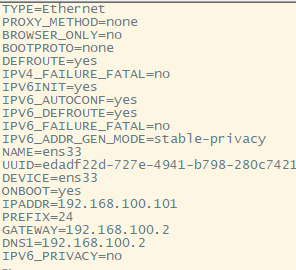 TYPE=Ethernet
PROXY_METHOD=none
BROWSER_ONLY=no
BOOTPROTO=none
DEFROUTE=yes
IPV4_FAILURE_FATAL=no
IPV6INIT=yes
IPV6_AUTOCONF=yes
IPV6_DEFROUTE=yes
IPV6_FAILURE_FATAL=no
IPV6_ADDR_GEN_MODE=stable-privacy
NAME=ens33
UUID=edadf22d-727e-4941-b798-280c7421
DEVICE=ens33
ONBOOT=yes
IPADDR=192.168.100.101
PREFIX=24
GATEWAY=192.168.100.2
DNS1=192.168.100.2
IPV6_PRIVACY=no